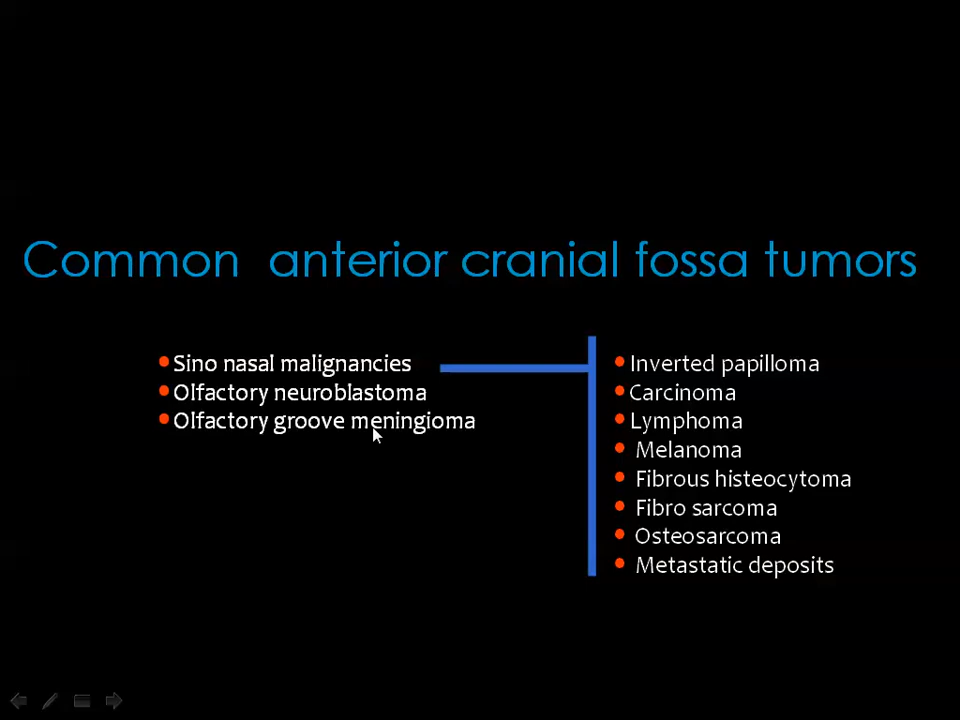 Common anterior cranial fossa tumors
Sino nasal malignancies
Olfactory neuroblastoma
Olfactory groove meningioma
Inverted papilloma
Carcinoma
Lymphoma
Melanoma
Fibrous histeocytoma
Fibro sarcoma
Osteosarcoma
Metastatic deposits